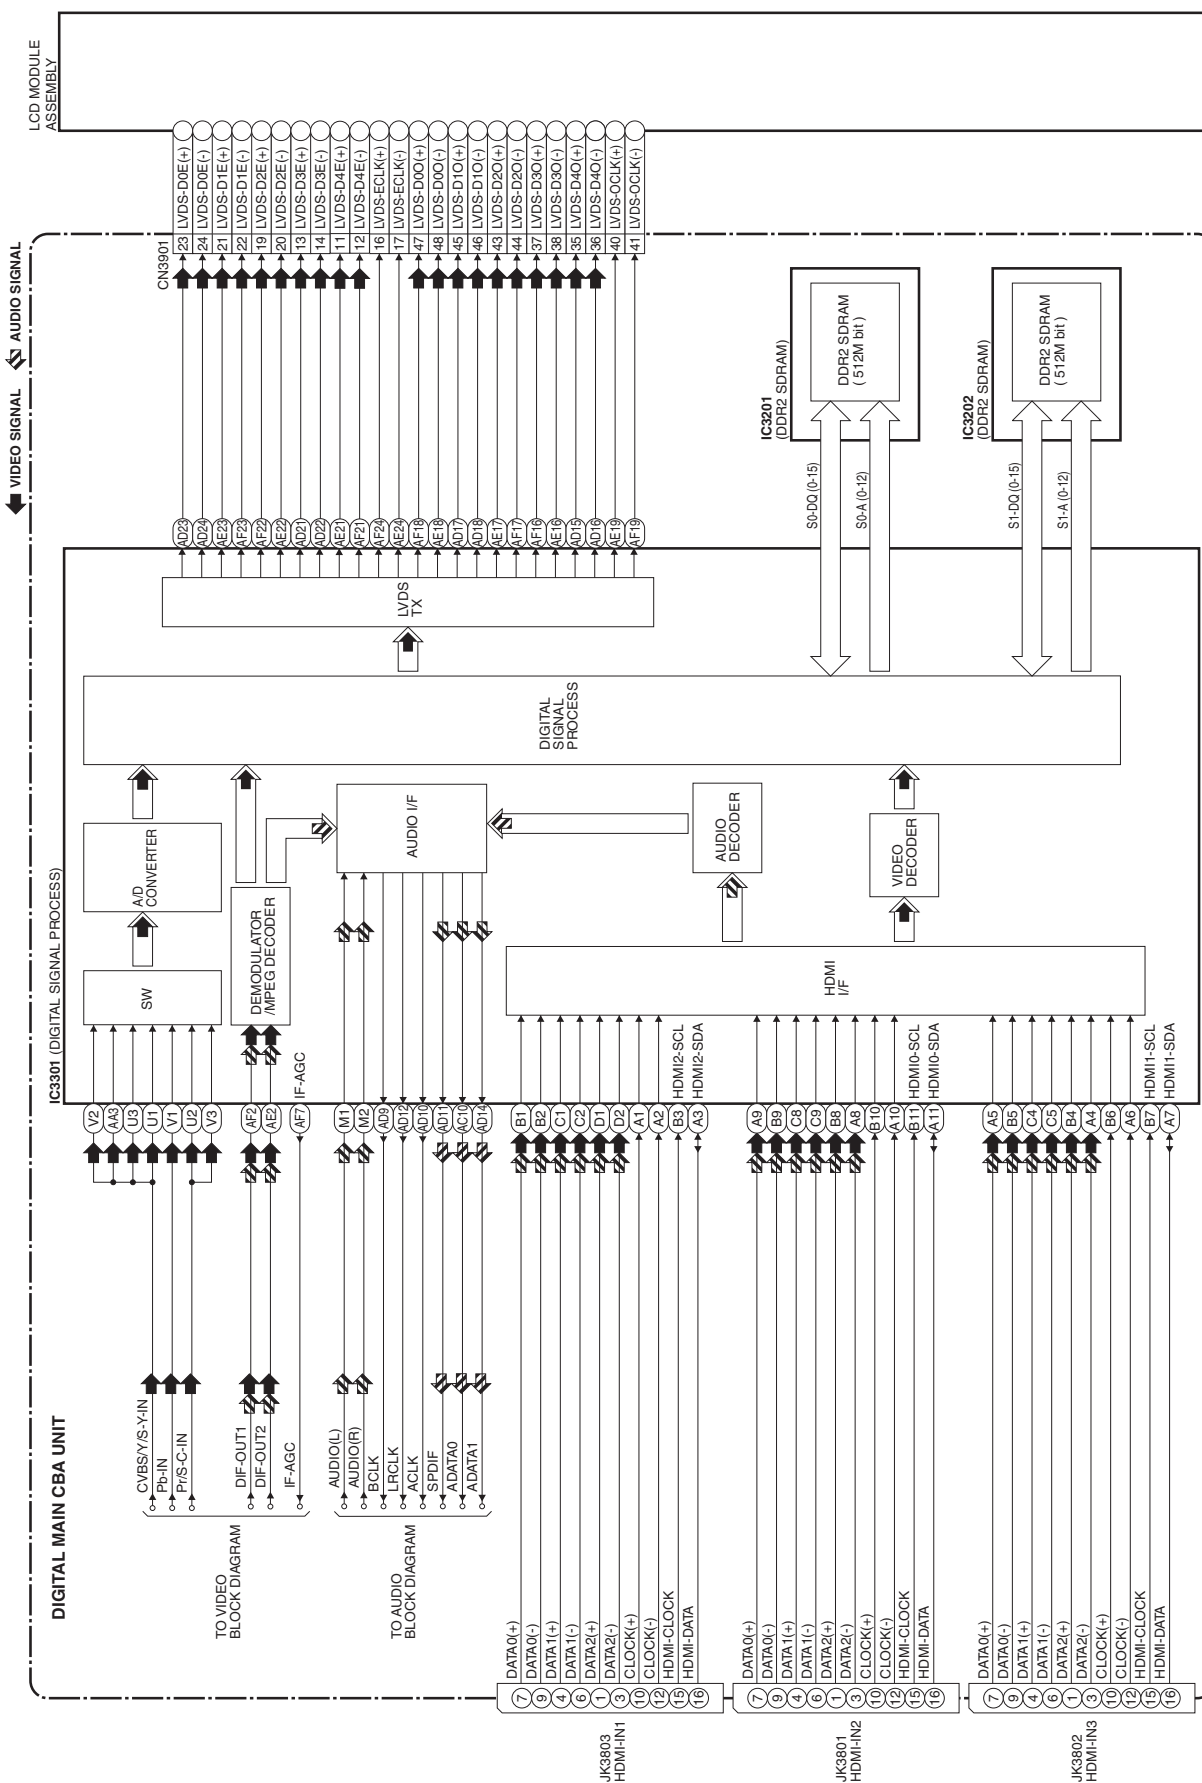 LCD MODULE
ASSEMBLY
VIDEO SIGNAL
AUDIO SIGNAL
CN3901
23 LVDS-D0E(+)
24 LVDS-D0E(-)
21 LVDS-D1E(+)
22 LVDS-D1E(-)
19 LVDS-D2E(+)
20 LVDS-D2E(-)
13 LVDS-D3E(+)
14 LVDS-D3E(-)
11 LVDS-D4E(+)
12 LVDS-D4E(-)
16 LVDS-ECLK(+)
17 LVDS-ECLK(-)
47 LVDS-D0O(+)
48 LVDS-D0O(-)
45 LVDS-D1O(+)
46 LVDS-D1O(-)
43 LVDS-D2O(+)
44 LVDS-D2O(-)
37 LVDS-D3O(+)
38 LVDS-D3O(-)
35 LVDS-D4O(+)
36 LVDS-D4O(-)
40 LVDS-OCLK(+)
41 LVDS-OCLK(-)
AD23
AD24
AE23
AF23
AF22
AE22
AD21
AD22
AE21
AF21
AF24
AE24
AF18
AE18
AD17
AD18
AE17
AF17
AF16
AE16
AD15
AD16
AE19
AF19
LVDS
TX
IC3201
(DDR2 SDRAM)
DDR2 SDRAM
( 512M bit )
S0-DQ (0-15)
S0-A (0-12)
IC3202
(DDR2 SDRAM)
DDR2 SDRAM
( 512M bit )
S1-DQ (0-15)
S1-A (0-12)
DIGITAL
SIGNAL
PROCESS
IC3301 (DIGITAL SIGNAL PROCESS)
A/D
CONVERTER
SW
DEMODULATOR
/MPEG DECODER
AUDIO I/F
AUDIO
DECODER
VIDEO
DECODER
HDMI
I/F
V2
AA3
U3
U1
V1
U2
V3
AF2
AE2
AF7 IF-AGC
M1
M2
AD9
AD12
AD10
AD11
AC10
AD14
B1
B2
C1
C2
D1
D2
A1
A2
B3 HDMI2-SCL
A3 HDMI2-SDA
A9
B9
C8
C9
B8
A8
B10
A10
B11 HDMI0-SCL
A11 HDMI0-SDA
A5
B5
C4
C5
B4
A4
B6
A6
B7 HDMI1-SCL
A7 HDMI1-SDA
DIGITAL MAIN CBA UNIT
CVBS/Y/S-Y-IN
Pb-IN
Pr/S-C-IN
DIF-OUT1
DIF-OUT2
IF-AGC
TO VIDEO
BLOCK DIAGRAM
AUDIO(L)
AUDIO(R)
BCLK
LRCLK
ACLK
SPDIF
ADATA0
ADATA1
TO AUDIO
BLOCK DIAGRAM
7 DATA0(+)
9 DATA0(-)
4 DATA1(+)
6 DATA1(-)
1 DATA2(+)
3 DATA2(-)
10 CLOCK(+)
12 CLOCK(-)
15 HDMI-CLOCK
16 HDMI-DATA
JK3803
HDMI-IN1
7 DATA0(+)
9 DATA0(-)
4 DATA1(+)
6 DATA1(-)
1 DATA2(+)
3 DATA2(-)
10 CLOCK(+)
12 CLOCK(-)
15 HDMI-CLOCK
16 HDMI-DATA
JK3801
HDMI-IN2
7 DATA0(+)
9 DATA0(-)
4 DATA1(+)
6 DATA1(-)
1 DATA2(+)
3 DATA2(-)
10 CLOCK(+)
12 CLOCK(-)
15 HDMI-CLOCK
16 HDMI-DATA
JK3802
HDMI-IN3